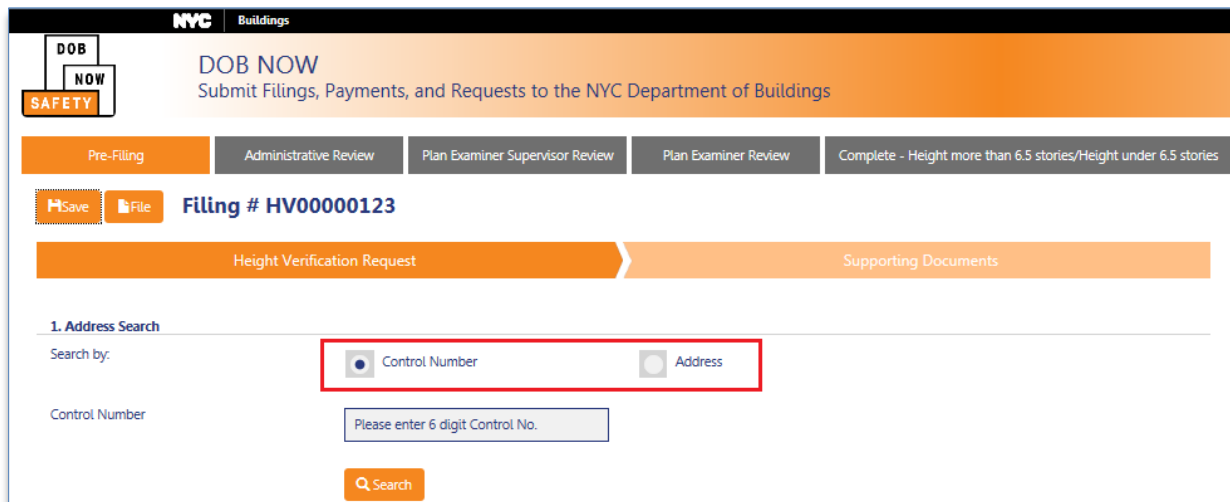 NYC Buildings
DOB
NOW
SAFETY
DOB NOW
Submit Filings, Payments, and Requests to the NYC Department of Buildings
Pre-Filing Administrative Review Plan Examiner Supervisor Review Plan Examiner Review Complete - Height more than 6.5 stories/Height under 6.5 stories
Save File Filing # HV00000123
Height Verification Request Supporting Documents
1. Address Search
Search by: Control Number Address
Control Number Please enter 6 digit Control No.
Search